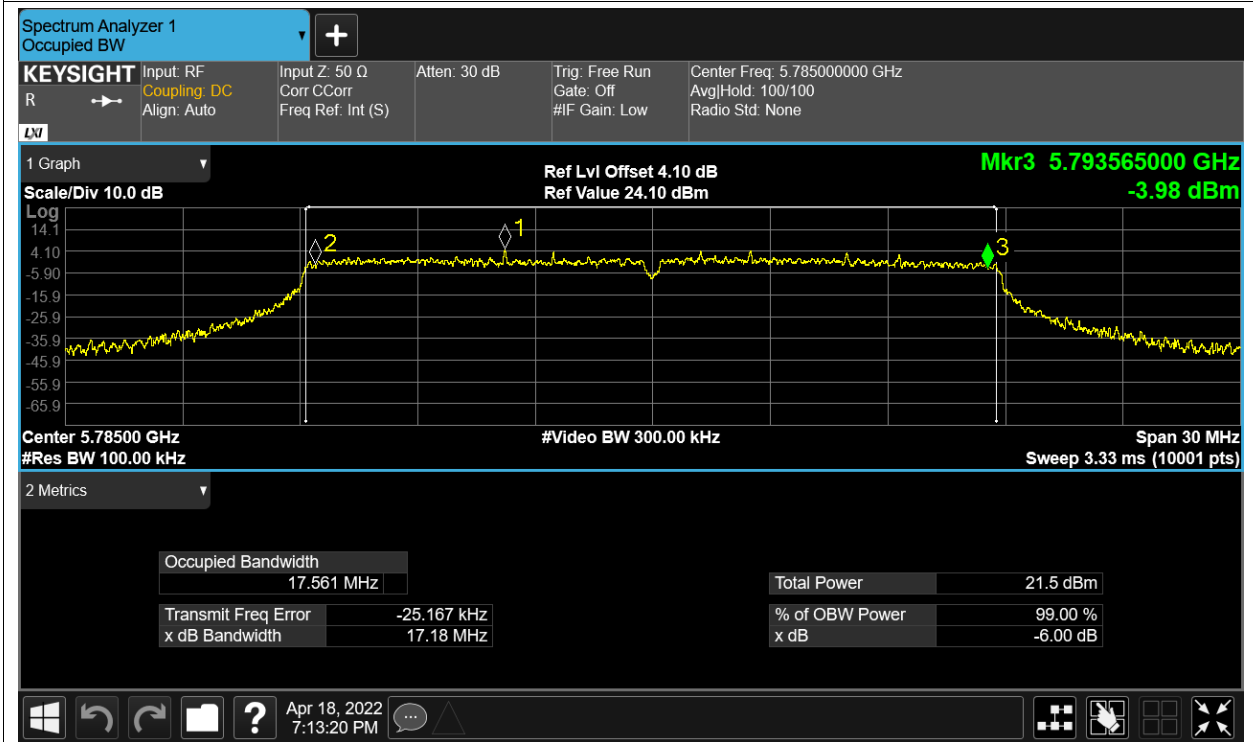 Spectrum Analyzer 1
Occupied BW
+
KEYSIGHT
R
LXI
Input: RF
Coupling: DC
Align: Auto
Input Z: 50 Ω
Corr CCorr
Freq Ref: Int (S)
Atten: 30 dB
Trig: Free Run
Gate: Off
#IF Gain: Low
Center Freq: 5.785000000 GHz
Avg|Hold: 100/100
Radio Std: None
1 Graph
Scale/Div 10.0 dB
Ref Lvl Offset 4.10 dB
Ref Value 24.10 dBm
Mkr3 5.793565000 GHz
-3.98 dBm
Log
14.1
4.10
-5.90
-15.9
-25.9
-35.9
-45.9
-55.9
-65.9
2
1
3
Center 5.78500 GHz
#Video BW 300.00 kHz
Span 30 MHz
#Res BW 100.00 kHz
Sweep 3.33 ms (10001 pts)
2 Metrics
Occupied Bandwidth
17.561 MHz
Total Power 21.5 dBm
Transmit Freq Error -25.167 kHz
% of OBW Power 99.00 %
x dB Bandwidth 17.18 MHz
x dB -6.00 dB
?
Apr 18, 2022
7:13:20 PM